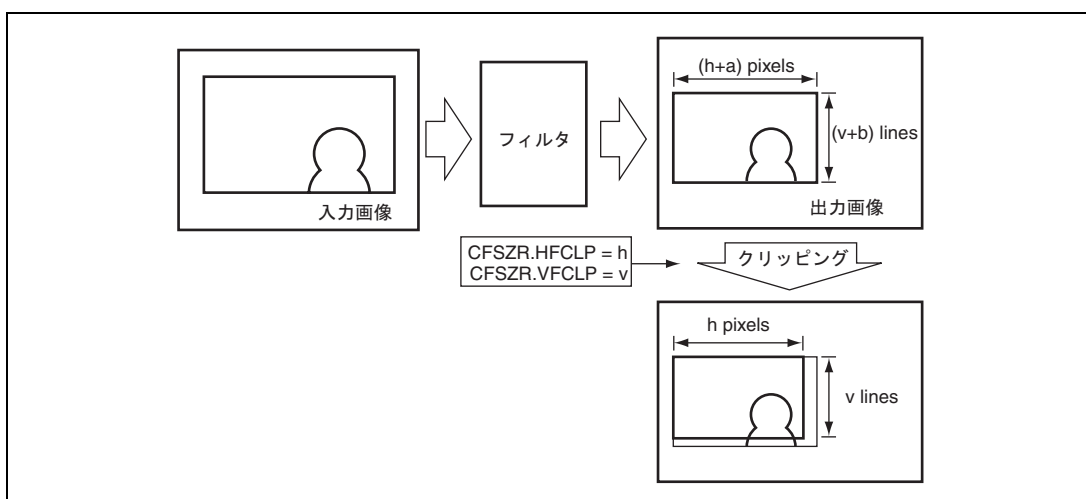 入力画像
フィルタ
(h+a) pixels
(v+b) lines
出力画像
CFSZR.HFCLP = h
CFSZR.VFCLP = v
クリッピング
h pixels
v lines